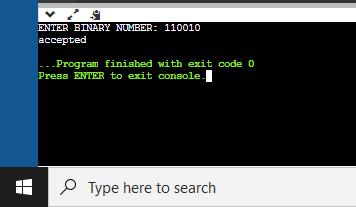 ENTER BINARY NUMBER: 110010
accepted
...Program finished with exit code 0
Press ENTER to exit console.
Type here to search